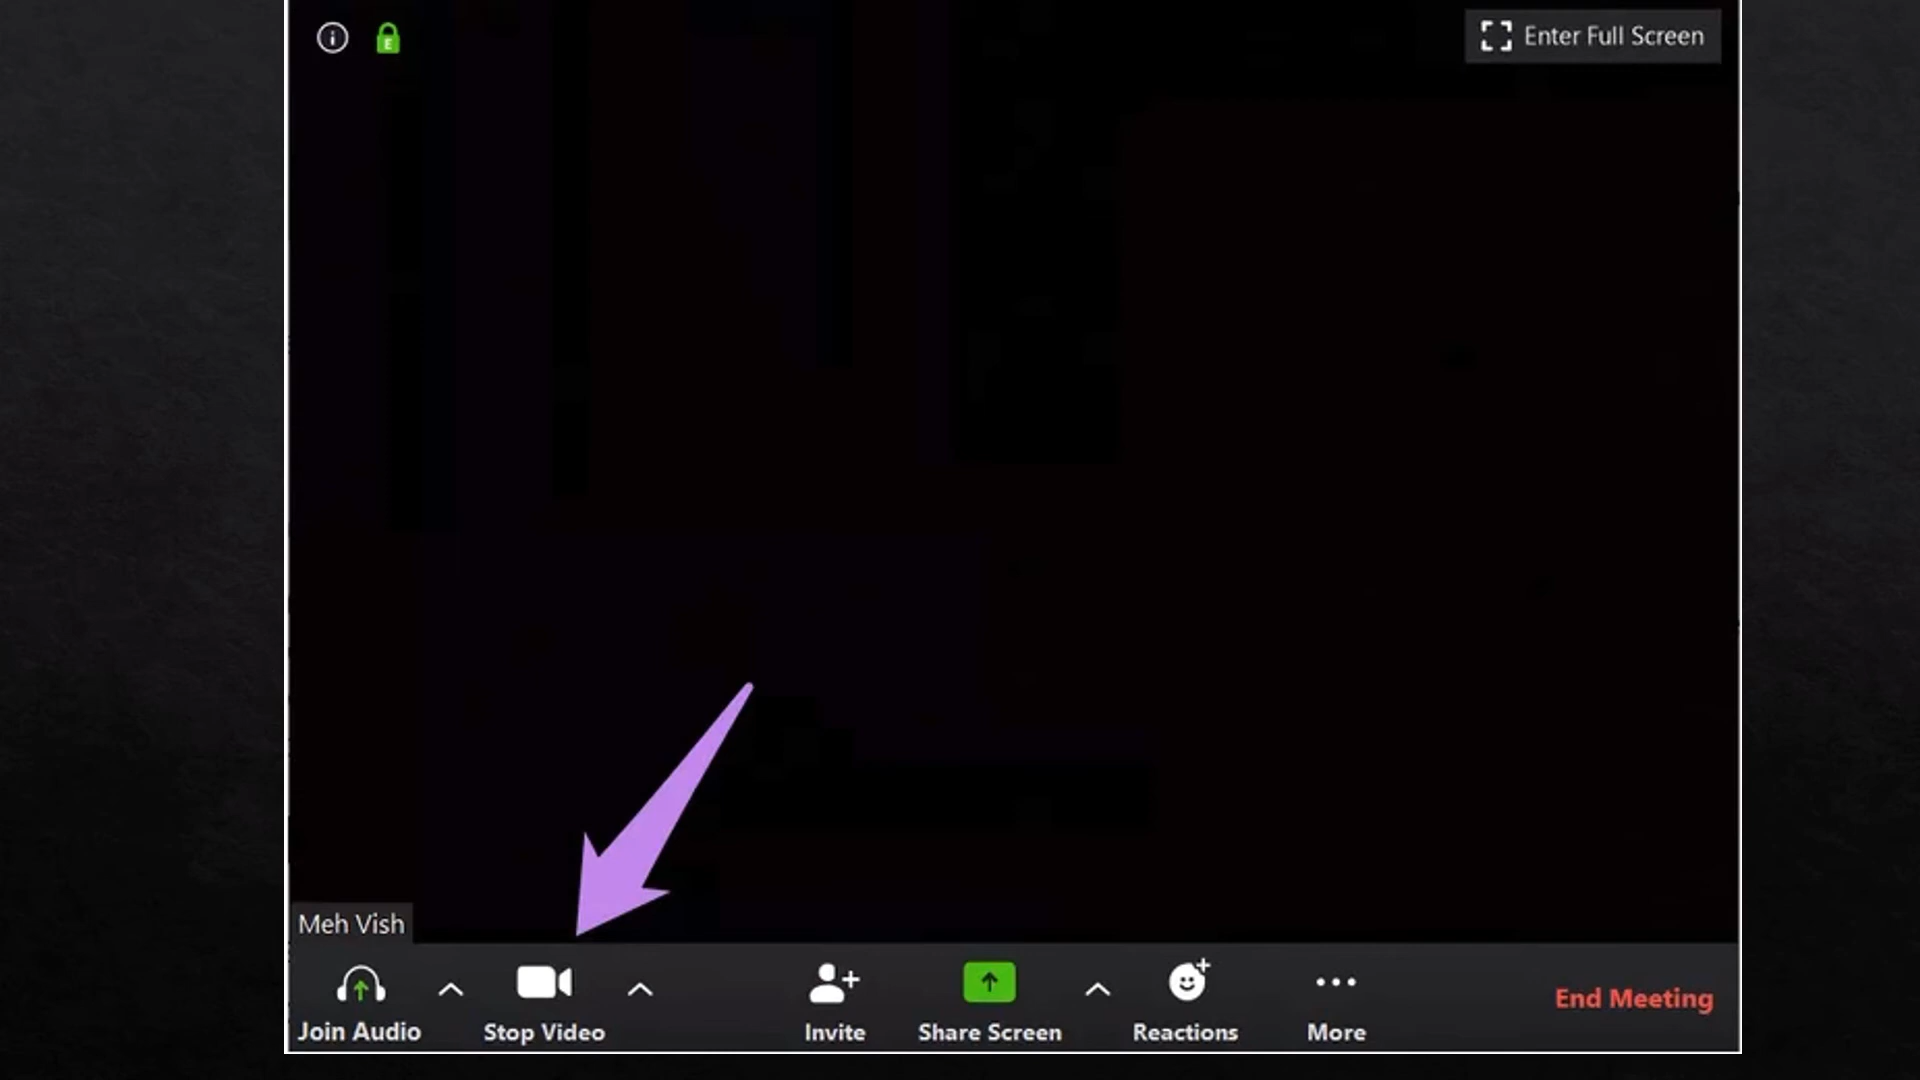 Enter Full Screen
Meh Vish
Join Audio
Stop Video
Invite
Share Screen
Reactions
More
End Meeting